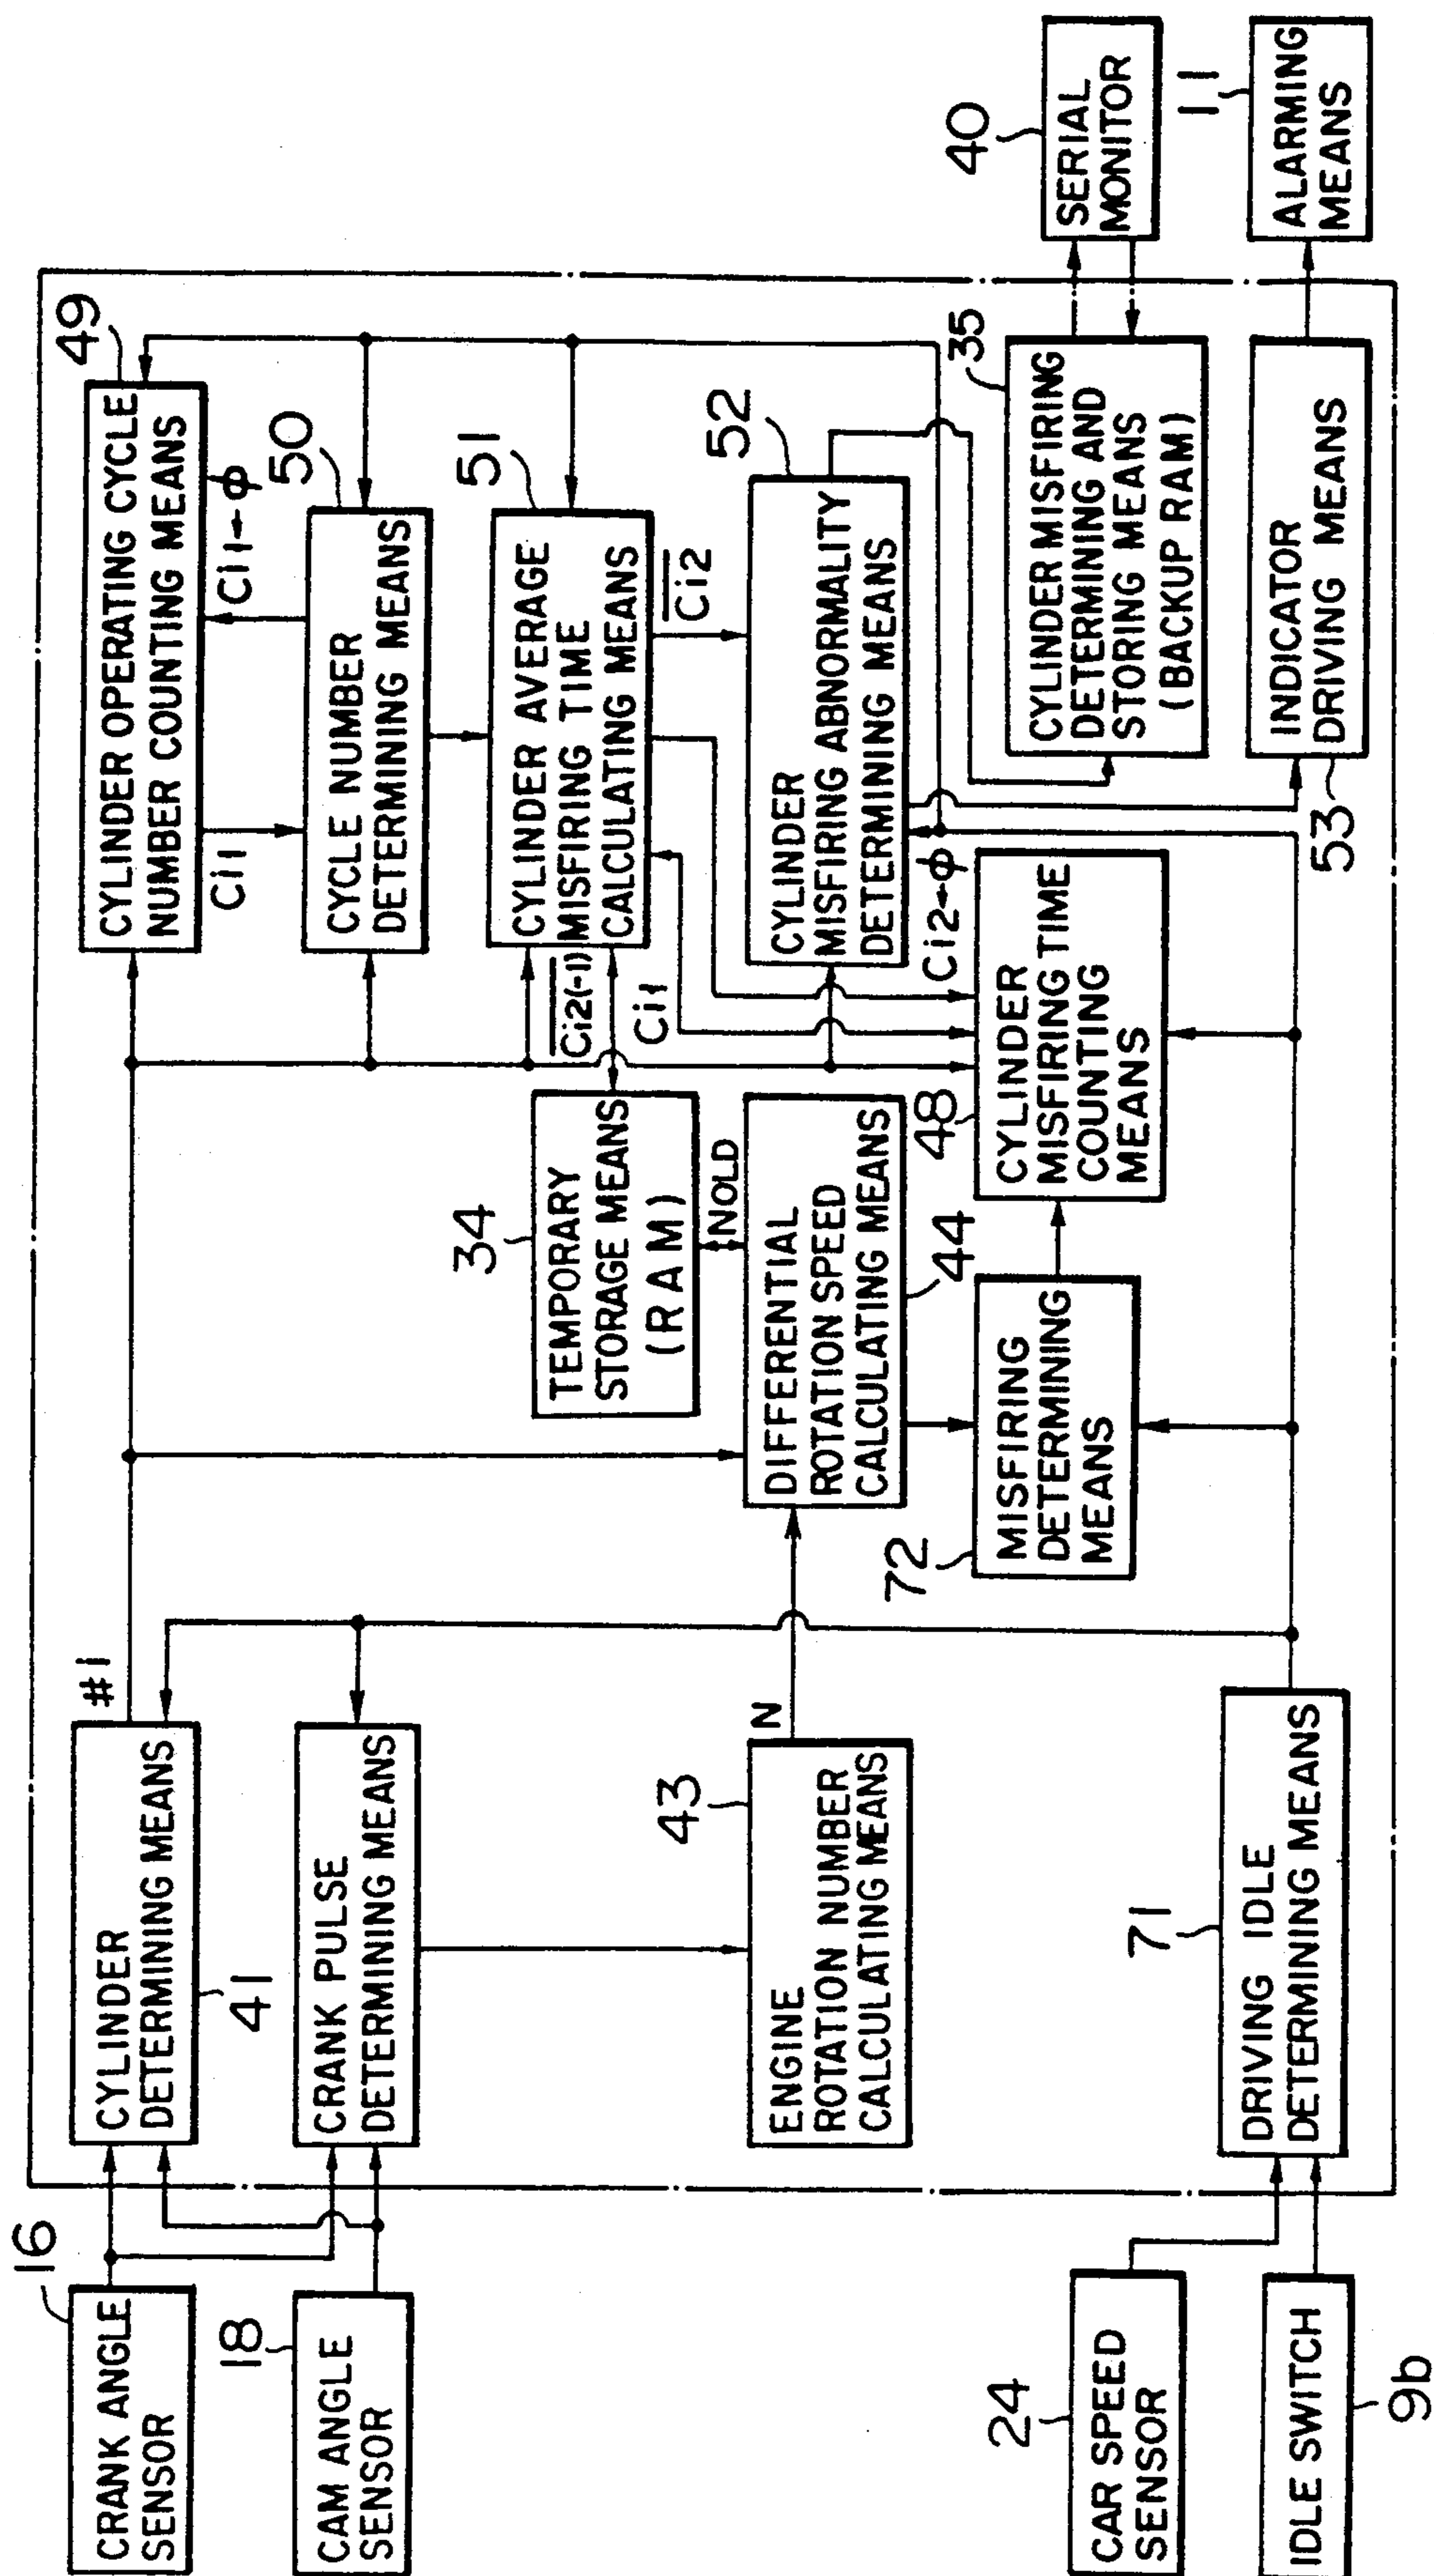 16
CRANK ANGLE
SENSOR
18
CAM ANGLE
SENSOR
24
CAR SPEED
SENSOR
IDLE SWITCH
9b
CYLINDER
DETERMINING MEANS
41
#i
CRANK PULSE
DETERMINING MEANS
43
ENGINE
ROTATION NUMBER
CALCULATING MEANS
N
71
DRIVING IDLE
DETERMINING MEANS
34
TEMPORARY
STORAGE MEANS
(RAM)
NOLD
DIFFERENTIAL
ROTATION SPEED
CALCULATING MEANS
44
72
MISFIRING
DETERMINING
MEANS
49
CYLINDER OPERATING CYCLE
NUMBER COUNTING MEANS
Ci1
Ci1←φ
50
CYCLE NUMBER
DETERMINING MEANS
51
CYLINDER AVERAGE
MISFIRING TIME
CALCULATING MEANS
Ci2(-1)
Ci1
Ci2
52
CYLINDER
MISFIRING ABNORMALITY
DETERMINING MEANS
Ci2←φ
48
CYLINDER
MISFIRING TIME
COUNTING
MEANS
35
CYLINDER MISFIRING
DETERMINING AND
STORING MEANS
(BACKUP RAM)
INDICATOR
DRIVING MEANS
53
40
SERIAL
MONITOR
11
ALARMING
MEANS